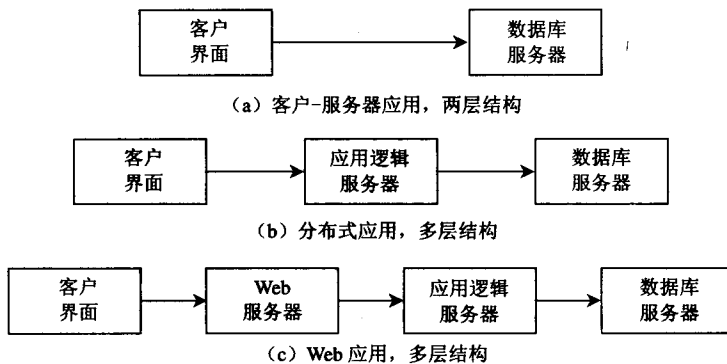 客户
界面
数据库
服务器
（a）客户-服务器应用，两层结构
客户
界面
应用逻辑
服务器
数据库
服务器
（b）分布式应用，多层结构
客户
界面
Web
服务器
应用逻辑
服务器
数据库
服务器
（c）Web 应用，多层结构